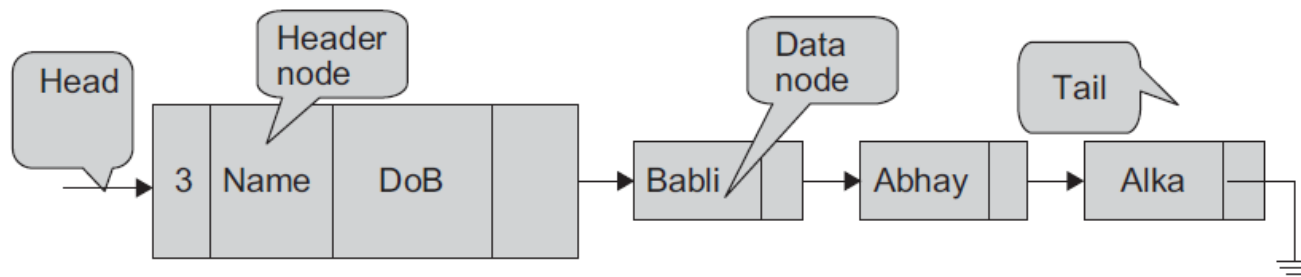 Head
Header
node
Data
node
Tail
3 Name DoB
Babli
Abhay
Alka